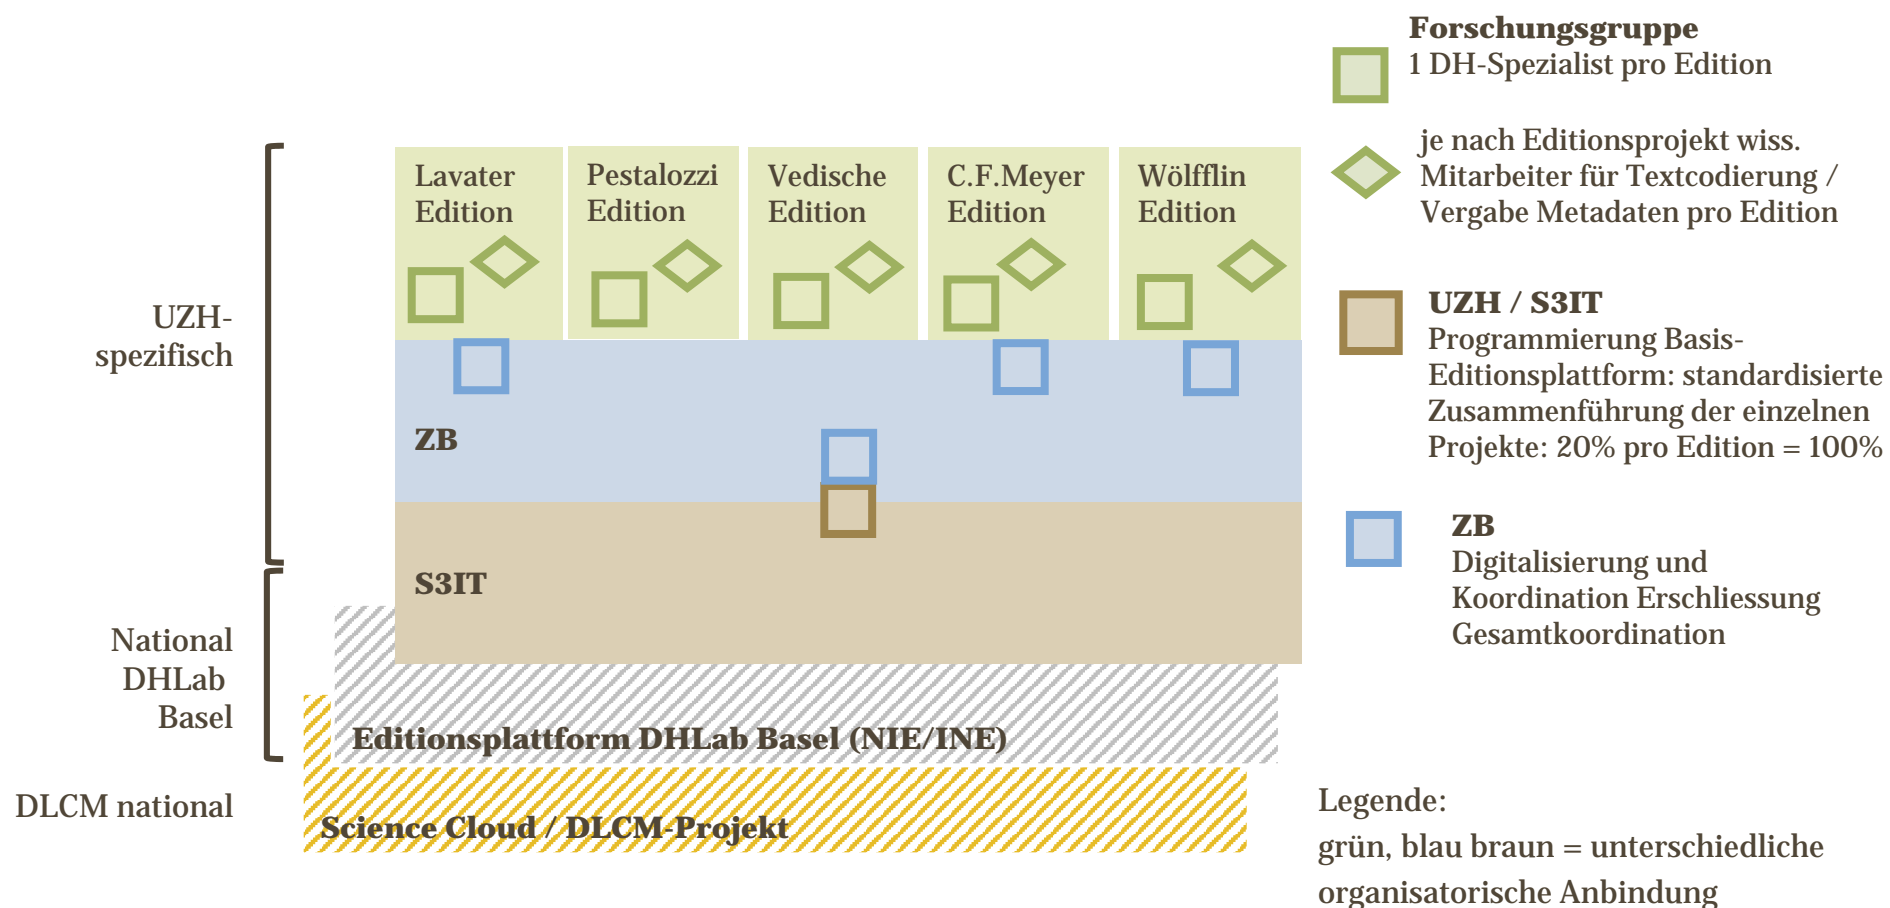 Forschungsgruppe
1 DH-Spezialist pro Edition
je nach Editionsprojekt wiss.
Mitarbeiter für Textcodierung /
Vergabe Metadaten pro Edition
UZH / S3IT
Programmierung Basis-
Editionsplattform: standardisierte
Zusammenführung der einzelnen
Projekte: 20% pro Edition = 100%
ZB
Digitalisierung und
Koordination Erschliessung
Gesamtkoordination
Lavater
Edition
Pestalozzi
Edition
Vedische
Edition
C.F.Meyer
Edition
Wölfflin
Edition
UZH-
spezifisch
ZB
S3IT
National
DHLab
Basel
Editionsplattform DHLab Basel (NIE/INE)
DLCM national
Science Cloud / DLCM-Projekt
Legende:
grün, blau braun = unterschiedliche
organisatorische Anbindung